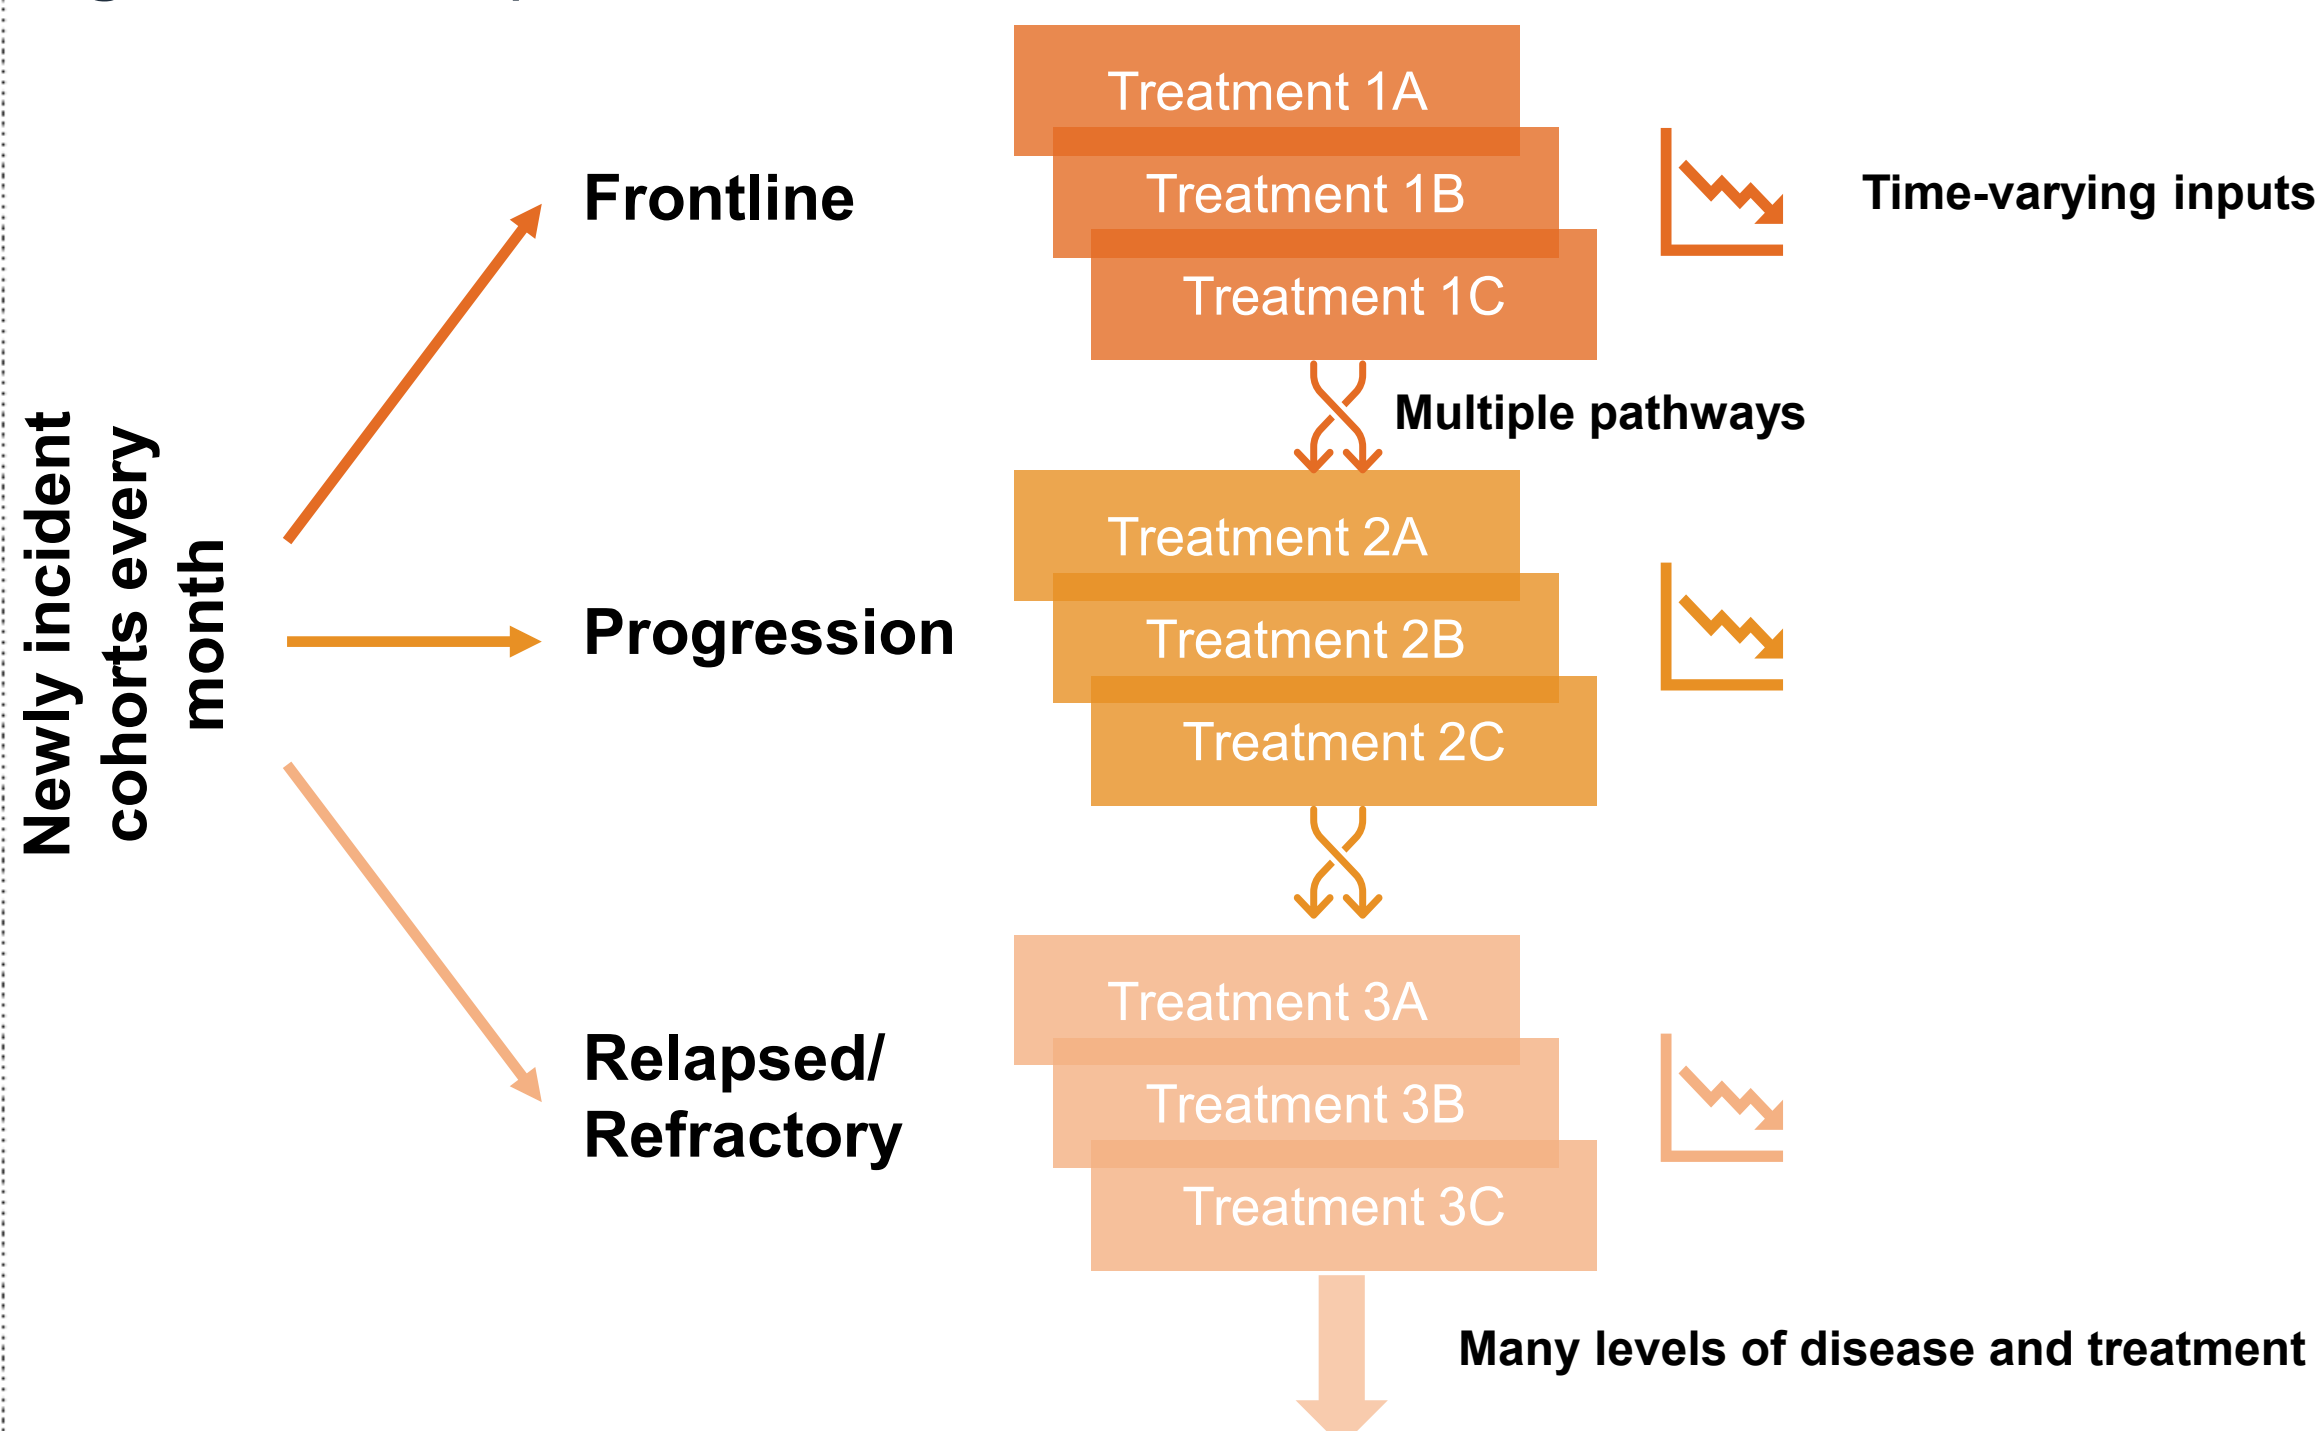 Newly incident
cohorts every
month
Frontline
Treatment 1A
Treatment 1B
Treatment 1C
Time-varying inputs
Multiple pathways
Progression
Treatment 2A
Treatment 2B
Treatment 2C
Relapsed/
Refractory
Treatment 3A
Treatment 3B
Treatment 3C
Many levels of disease and treatment